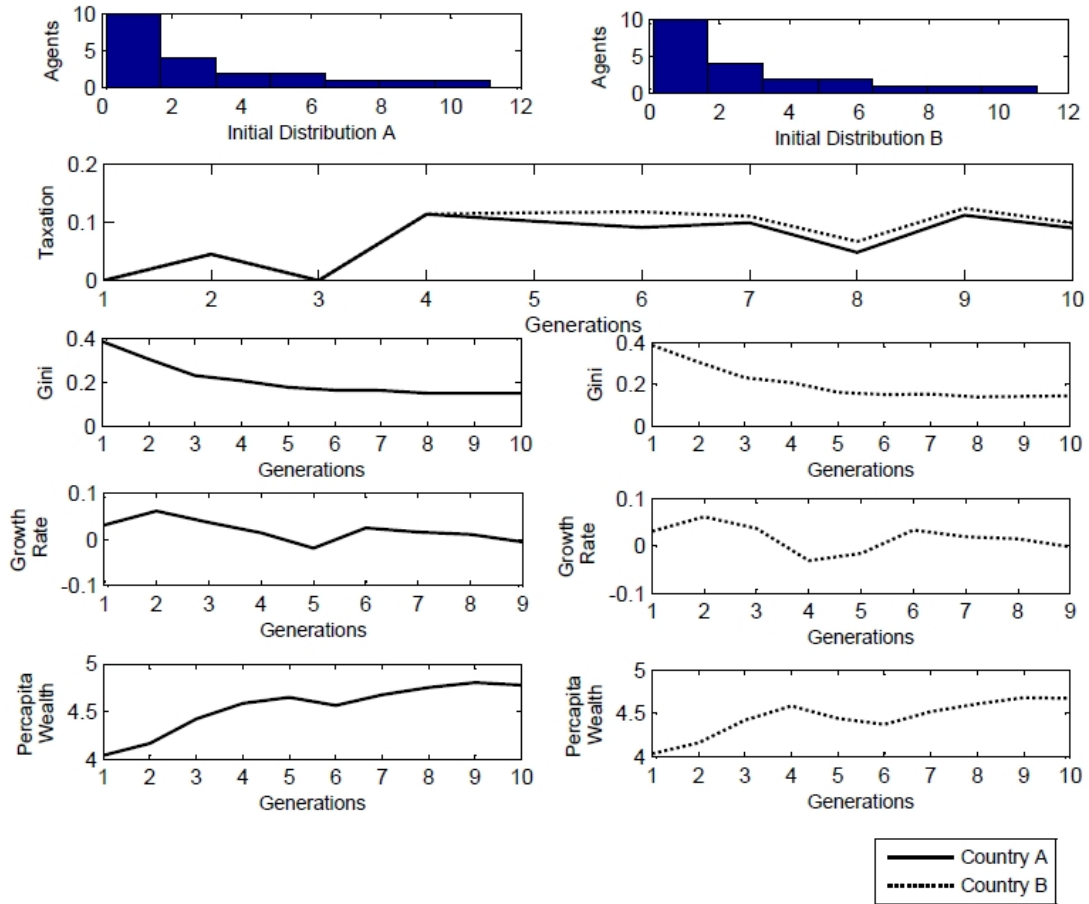 10
5
0
Agents
0 2 4 6 8 10 12
Initial Distribution A
10
5
0
Agents
0 2 4 6 8 10 12
Initial Distribution B
0.2
0.1
0
Taxation
1 2 3 4 5 6 7 8 9 10
Generations
0.4
0.2
0
Gini
1 2 3 4 5 6 7 8 9 10
Generations
0.4
0.2
0
Gini
1 2 3 4 5 6 7 8 9 10
Generations
0.1
0
-0.1
Growth
Rate
1 2 3 4 5 6 7 8 9
Generations
0.1
0
-0.1
Growth
Rate
1 2 3 4 5 6 7 8 9
Generations
5
4.5
4
Percapita
Wealth
1 2 3 4 5 6 7 8 9 10
Generations
5
4.5
4
Percapita
Wealth
1 2 3 4 5 6 7 8 9 10
Generations
Country A
Country B